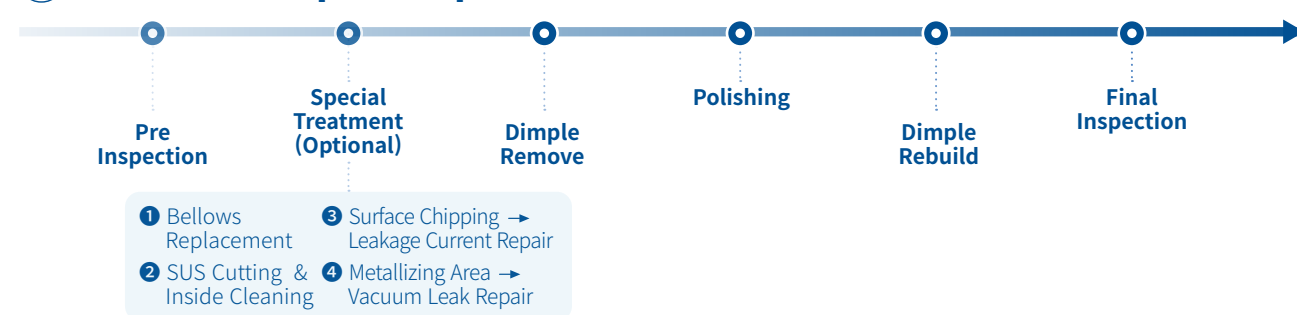 Pre
Inspection
Special
Treatment
(Optional)
Dimple
Remove
Polishing
Dimple
Rebuild
Final
Inspection
❶ Bellows
Replacement
❷ SUS Cutting &
Inside Cleaning
❸ Surface Chipping →
Leakage Current Repair
❹ Metallizing Area →
Vacuum Leak Repair